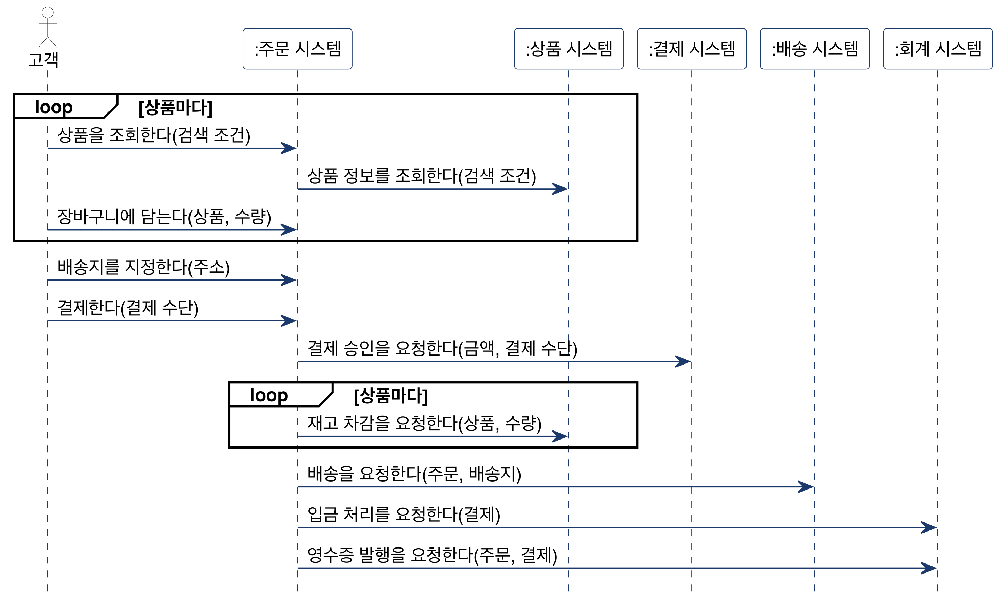 고객
:주문 시스템
:상품 시스템
:결제 시스템
:배송 시스템
:회계 시스템
loop
[상품마다]
상품을 조회한다(검색 조건)
상품 정보를 조회한다(검색 조건)
장바구니에 담는다(상품, 수량)
배송지를 지정한다(주소)
결제한다(결제 수단)
결제 승인을 요청한다(금액, 결제 수단)
loop
[상품마다]
재고 차감을 요청한다(상품, 수량)
배송을 요청한다(주문, 배송지)
입금 처리를 요청한다(결제)
영수증 발행을 요청한다(주문, 결제)